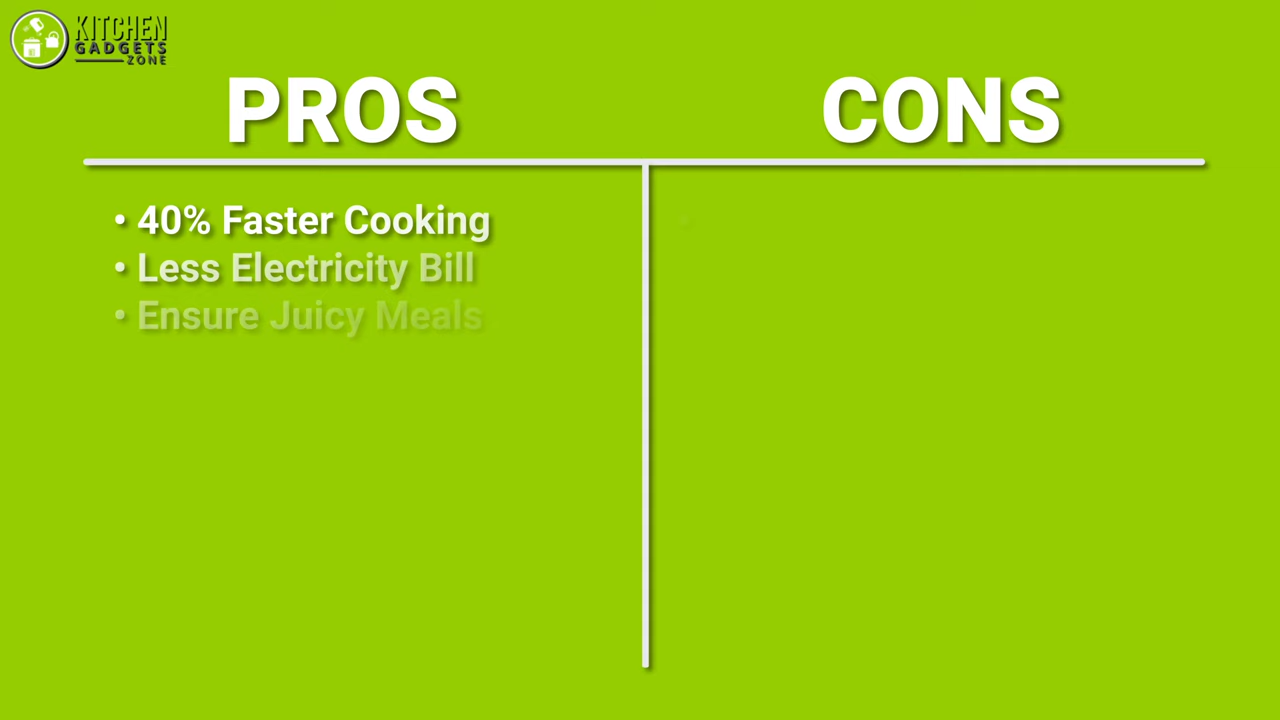 KITCHEN
GADGETS
ZONE
PROS
CONS
• 40% Faster Cooking
• Less Electricity Bill
• Ensure Juicy Meals